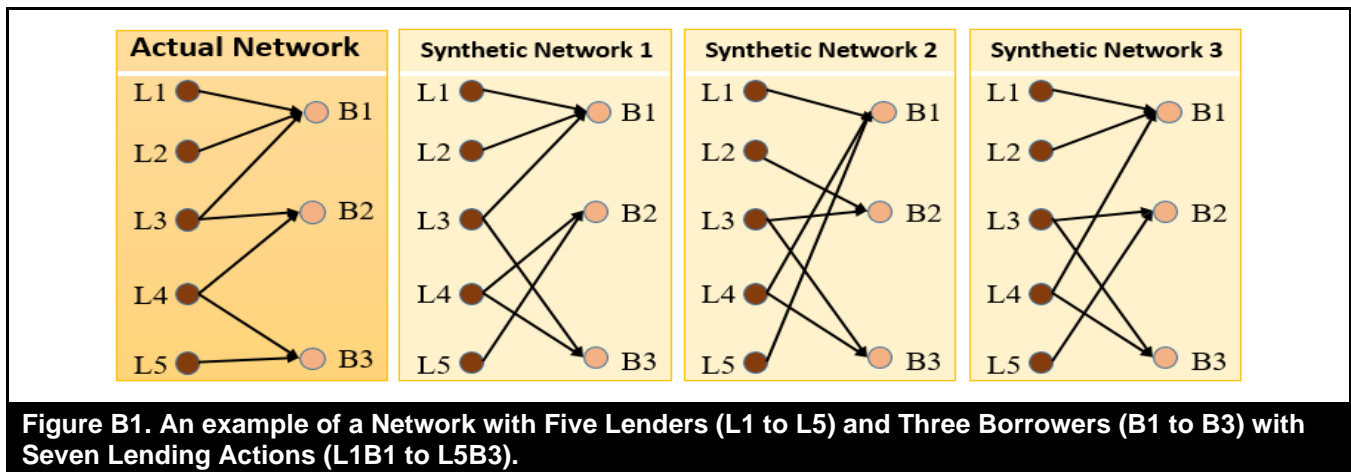 Actual Network
L1
B1
L2
L3
B2
L4
L5
B3
Synthetic Network 1
L1
B1
L2
L3
B2
L4
L5
B3
Synthetic Network 2
L1
B1
L2
L3
B2
L4
L5
B3
Synthetic Network 3
L1
B1
L2
L3
B2
L4
L5
B3
Figure B1. An example of a Network with Five Lenders (L1 to L5) and Three Borrowers (B1 to B3) with
Seven Lending Actions (L1B1 to L5B3).